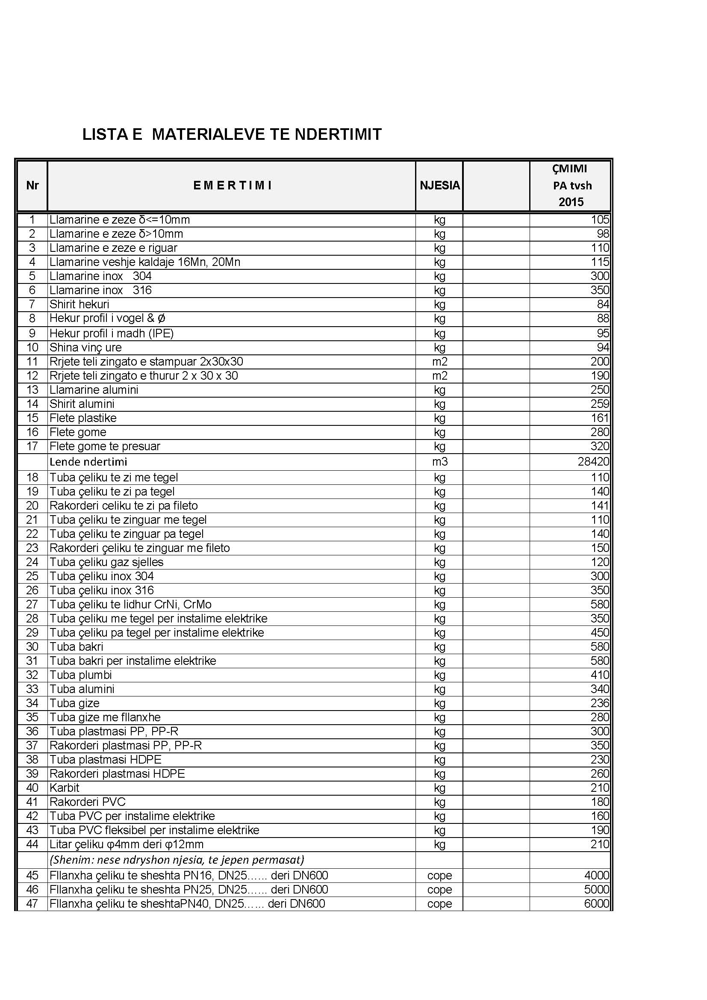 LISTA E  MATERIALEVE TE NDERTIMIT
Nr E M E R T I M I NJESIA ÇMIMI PA tvsh 2015
1 Llamarine e zeze δ<=10mm kg 105
2 Llamarine e zeze δ>10mm kg 98
3 Llamarine e zeze e riguar kg 110
4 Llamarine veshje kaldaje 16Mn, 20Mn kg 115
5 Llamarine inox   304 kg 300
6 Llamarine inox   316 kg 350
7 Shirit hekuri kg 84
8 Hekur profil i vogel & Ø kg 88
9 Hekur profil i madh (IPE) kg 95
10 Shina vinç ure kg 94
11 Rrjete teli zingato e stampuar 2x30x30 m2 200
12 Rrjete teli zingato e thurur 2 x 30 x 30 m2 190
13 Llamarine alumini kg 250
14 Shirit alumini kg 259
15 Flete plastike kg 161
16 Flete gome kg 280
17 Flete gome te presuar kg 320
Lende ndertimi m3 28420
18 Tuba çeliku te zi me tegel kg 110
19 Tuba çeliku te zi pa tegel kg 140
20 Rakorderi celiku te zi pa fileto kg 141
21 Tuba çeliku te zinguar me tegel kg 110
22 Tuba çeliku te zinguar pa tegel kg 140
23 Rakorderi çeliku te zinguar me fileto kg 150
24 Tuba çeliku gaz sjelles kg 120
25 Tuba çeliku inox 304 kg 300
26 Tuba çeliku inox 316 kg 350
27 Tuba çeliku te lidhur CrNi, CrMo kg 580
28 Tuba çeliku me tegel per instalime elektrike kg 350
29 Tuba çeliku pa tegel per instalime elektrike kg 450
30 Tuba bakri kg 580
31 Tuba bakri per instalime elektrike kg 580
32 Tuba plumbi kg 410
33 Tuba alumini kg 340
34 Tuba gize kg 236
35 Tuba gize me fllanxhe kg 280
36 Tuba plastmasi PP, PP-R kg 300
37 Rakorderi plastmasi PP, PP-R kg 350
38 Tuba plastmasi HDPE kg 230
39 Rakorderi plastmasi HDPE kg 260
40 Karbit kg 210
41 Rakorderi PVC kg 180
42 Tuba PVC per instalime elektrike kg 160
43 Tuba PVC fleksibel per instalime elektrike kg 190
44 Litar çeliku φ4mm deri φ12mm kg 210
(Shenim: nese ndryshon njesia, te jepen permasat)
45 Fllanxha çeliku te sheshta PN16, DN25...... deri DN600 cope 4000
46 Fllanxha çeliku te sheshta PN25, DN25...... deri DN600 cope 5000
47 Fllanxha çeliku te sheshtaPN40, DN25...... deri DN600 cope 6000